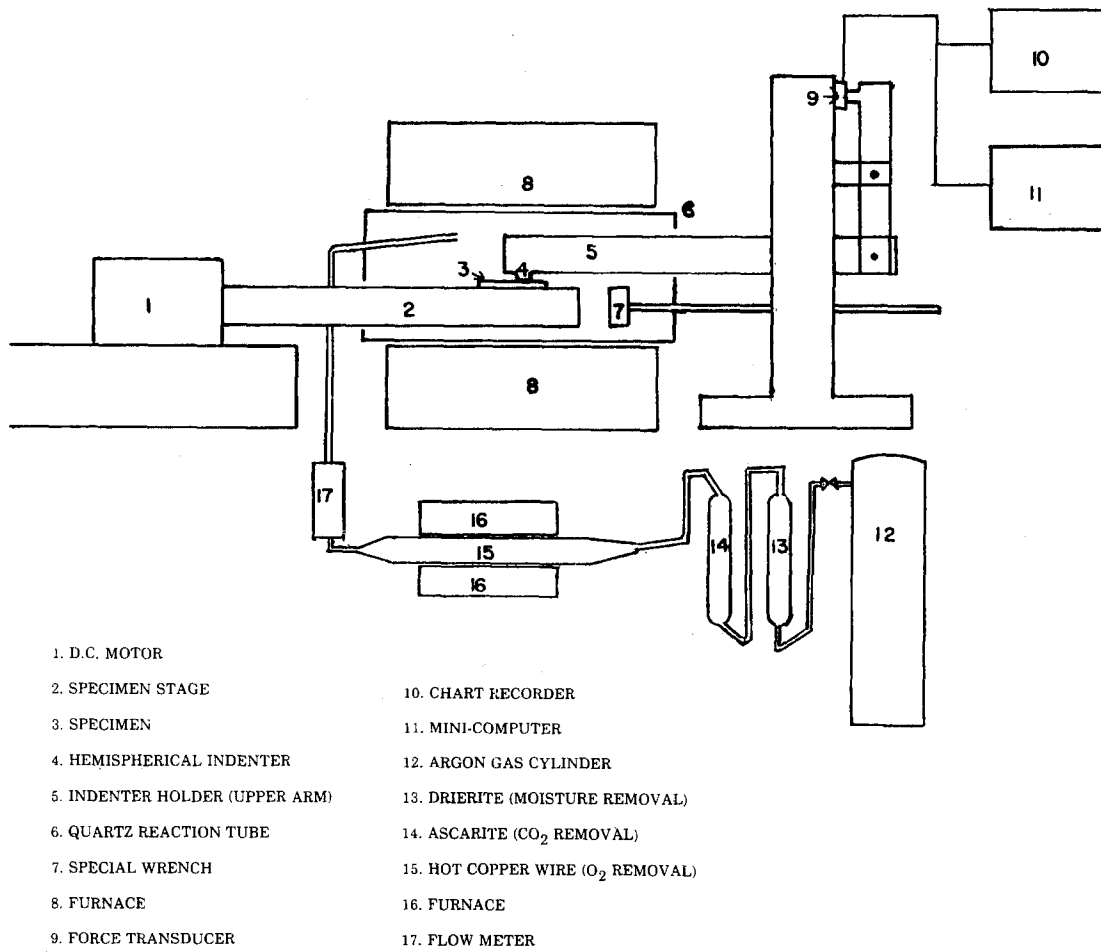 10
9
8
6
11
5
3
4
1
2
7
8
17
16
14
13
12
15
16
1. D.C. MOTOR
2. SPECIMEN STAGE
3. SPECIMEN
4. HEMISPHERICAL INDENTER
5. INDENTER HOLDER (UPPER ARM)
6. QUARTZ REACTION TUBE
7. SPECIAL WRENCH
8. FURNACE
9. FORCE TRANSDUCER
10. CHART RECORDER
11. MINI-COMPUTER
12. ARGON GAS CYLINDER
13. DRIERITE (MOISTURE REMOVAL)
14. ASCARITE (CO2 REMOVAL)
15. HOT COPPER WIRE (O2 REMOVAL)
16. FURNACE
17. FLOW METER